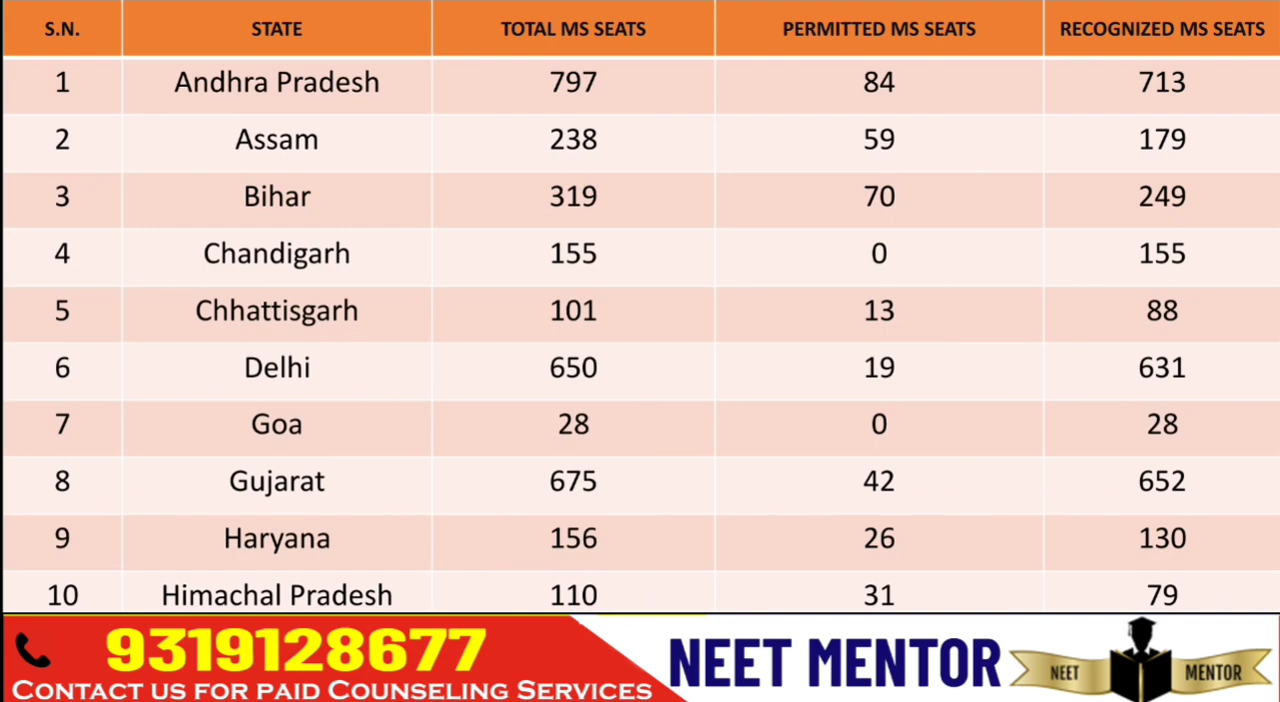 S.N. STATE TOTAL MS SEATS PERMITTED MS SEATS RECOGNIZED MS SEATS
1 Andhra Pradesh 797 84 713
2 Assam 238 59 179
3 Bihar 319 70 249
4 Chandigarh 155 0 155
5 Chhattisgarh 101 13 88
6 Delhi 650 19 631
7 Goa 28 0 28
8 Gujarat 675 42 652
9 Haryana 156 26 130
10 Himachal Pradesh 110 31 79
9319128677
CONTACT US FOR PAID COUNSELING SERVICES
NEET MENTOR
NEET MENTOR